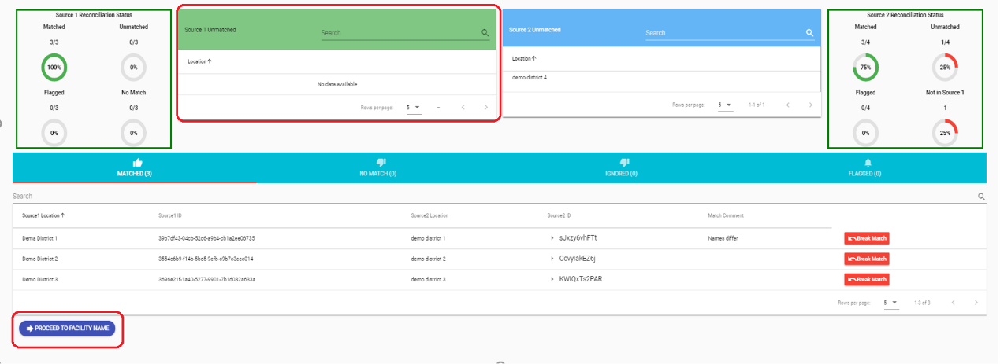 Source 1 Reconciliation Status
Matched Unmatched
3/3 0/3
100% 0%
Flagged No Match
0/3 0/3
0% 0%
Source 1 Unmatched
Search
Location
No data available
Rows per page: 5 –
Source 2 Unmatched
Search
Location
demo district 4
Rows per page: 5 1-1 of 1
Source 2 Reconciliation Status
Matched Unmatched
3/4 1/4
75% 25%
Flagged Not in Source 1
0/4 1
0% 25%
MATCHED (3) NO MATCH (0) IGNORED (0) FLAGGED (0)
Search
Source1 Location Source1 ID Source2 Location Source2 ID Match Comment
Dema District 1 39b7df43-04cb-52c6-a9b4-cb1a2ee06735 demo district 1 sJxzy6vhFTt Names differ Break Match
Demo District 2 3554c6b9-f14b-5bc5-9efb-c9b7c3eec014 demo district 2 CcvylakEZ6j Break Match
Demo District 3 3696e21f-1a40-5277-9901-7b1d032a633a demo district 3 KWIQxTs2PAR Break Match
Rows per page: 5 1-3 of 3
PROCEED TO FACILITY NAME